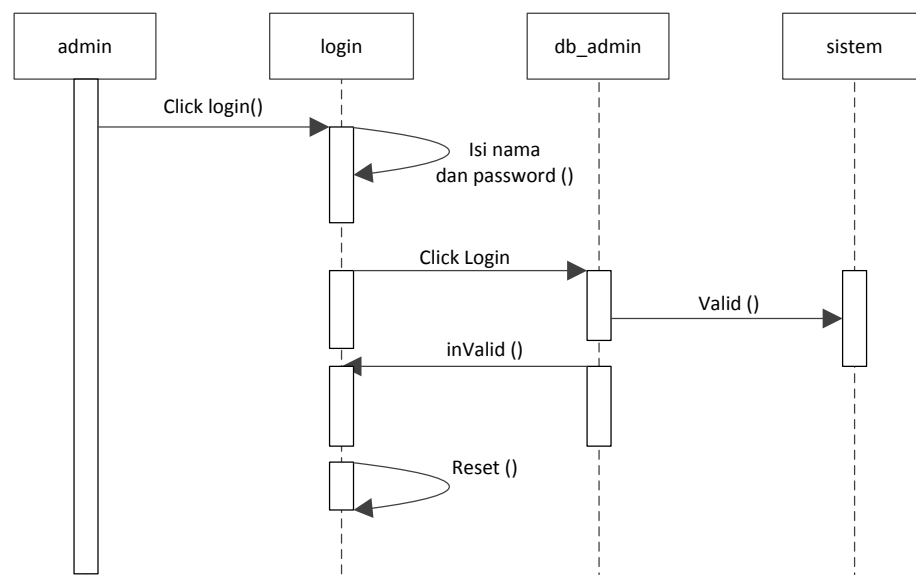 admin
login
db_admin
sistem
Click login()
Isi nama
dan password ()
Click Login
Valid ()
inValid ()
Reset ()